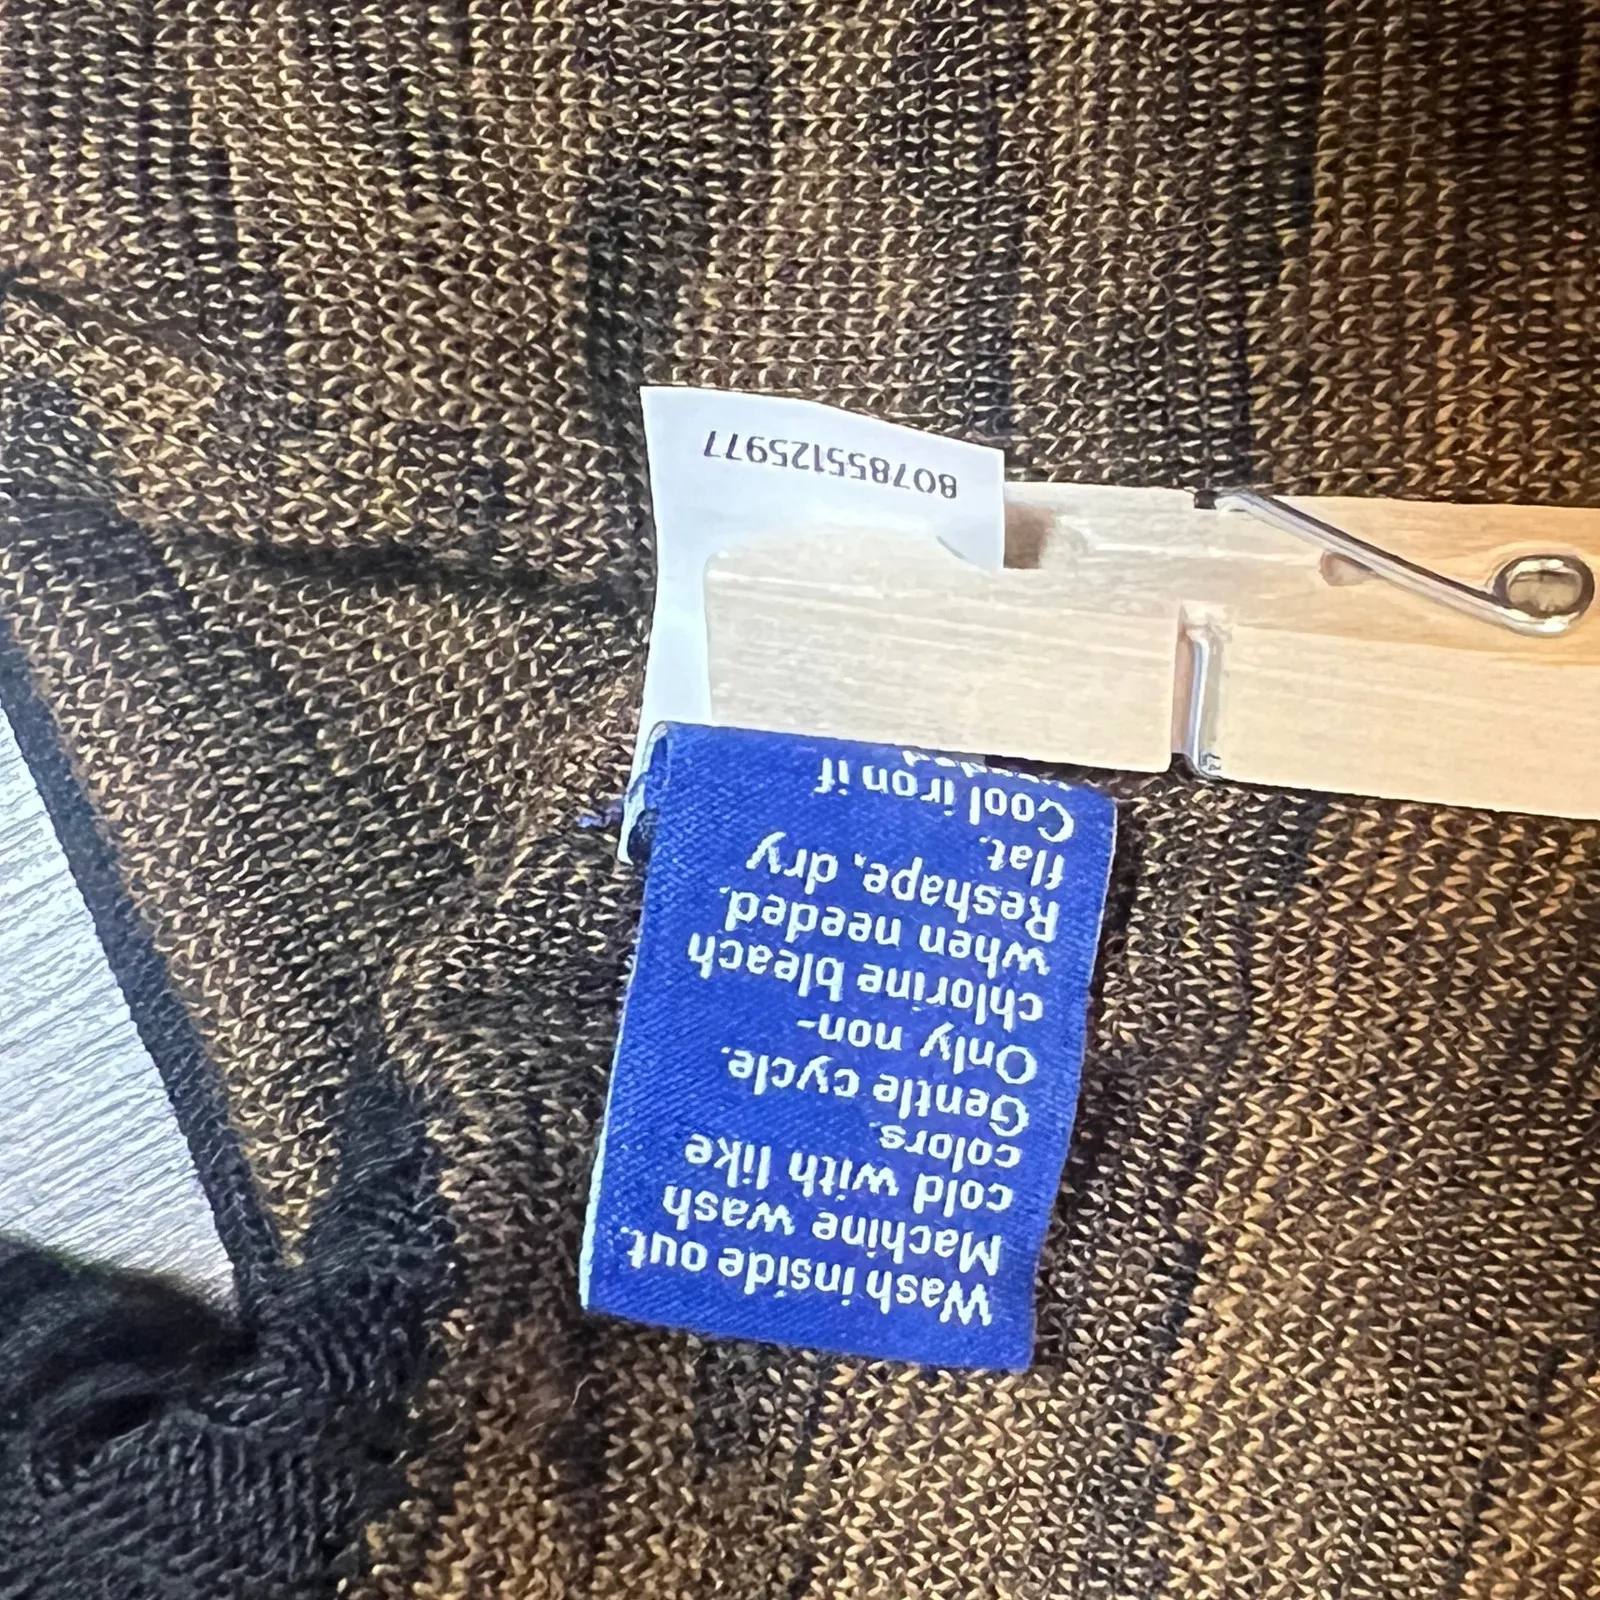 Wash inside out.
Machine wash
cold with like
colors.
Gentle cycle.
Only non-
chlorine bleach
when needed.
Reshape, dry
flat.
Cool iron if
807855125977